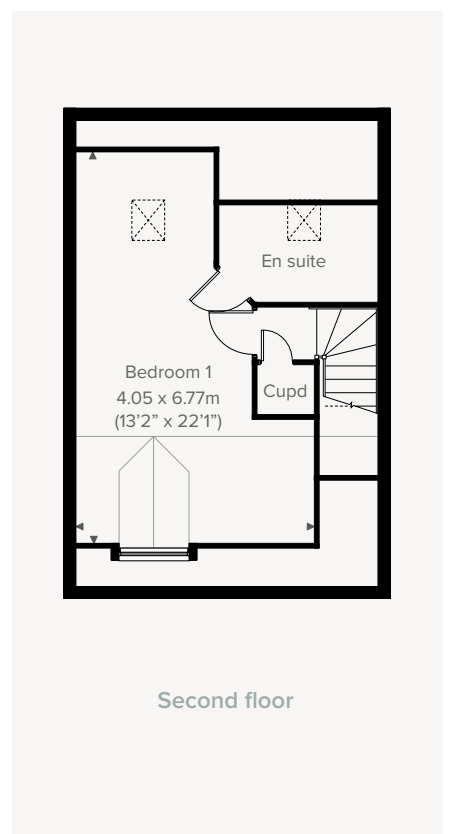 En suite
Bedroom 1
4.05 x 6.77m
(13’2” x 22’1”)
Cupd
Second floor